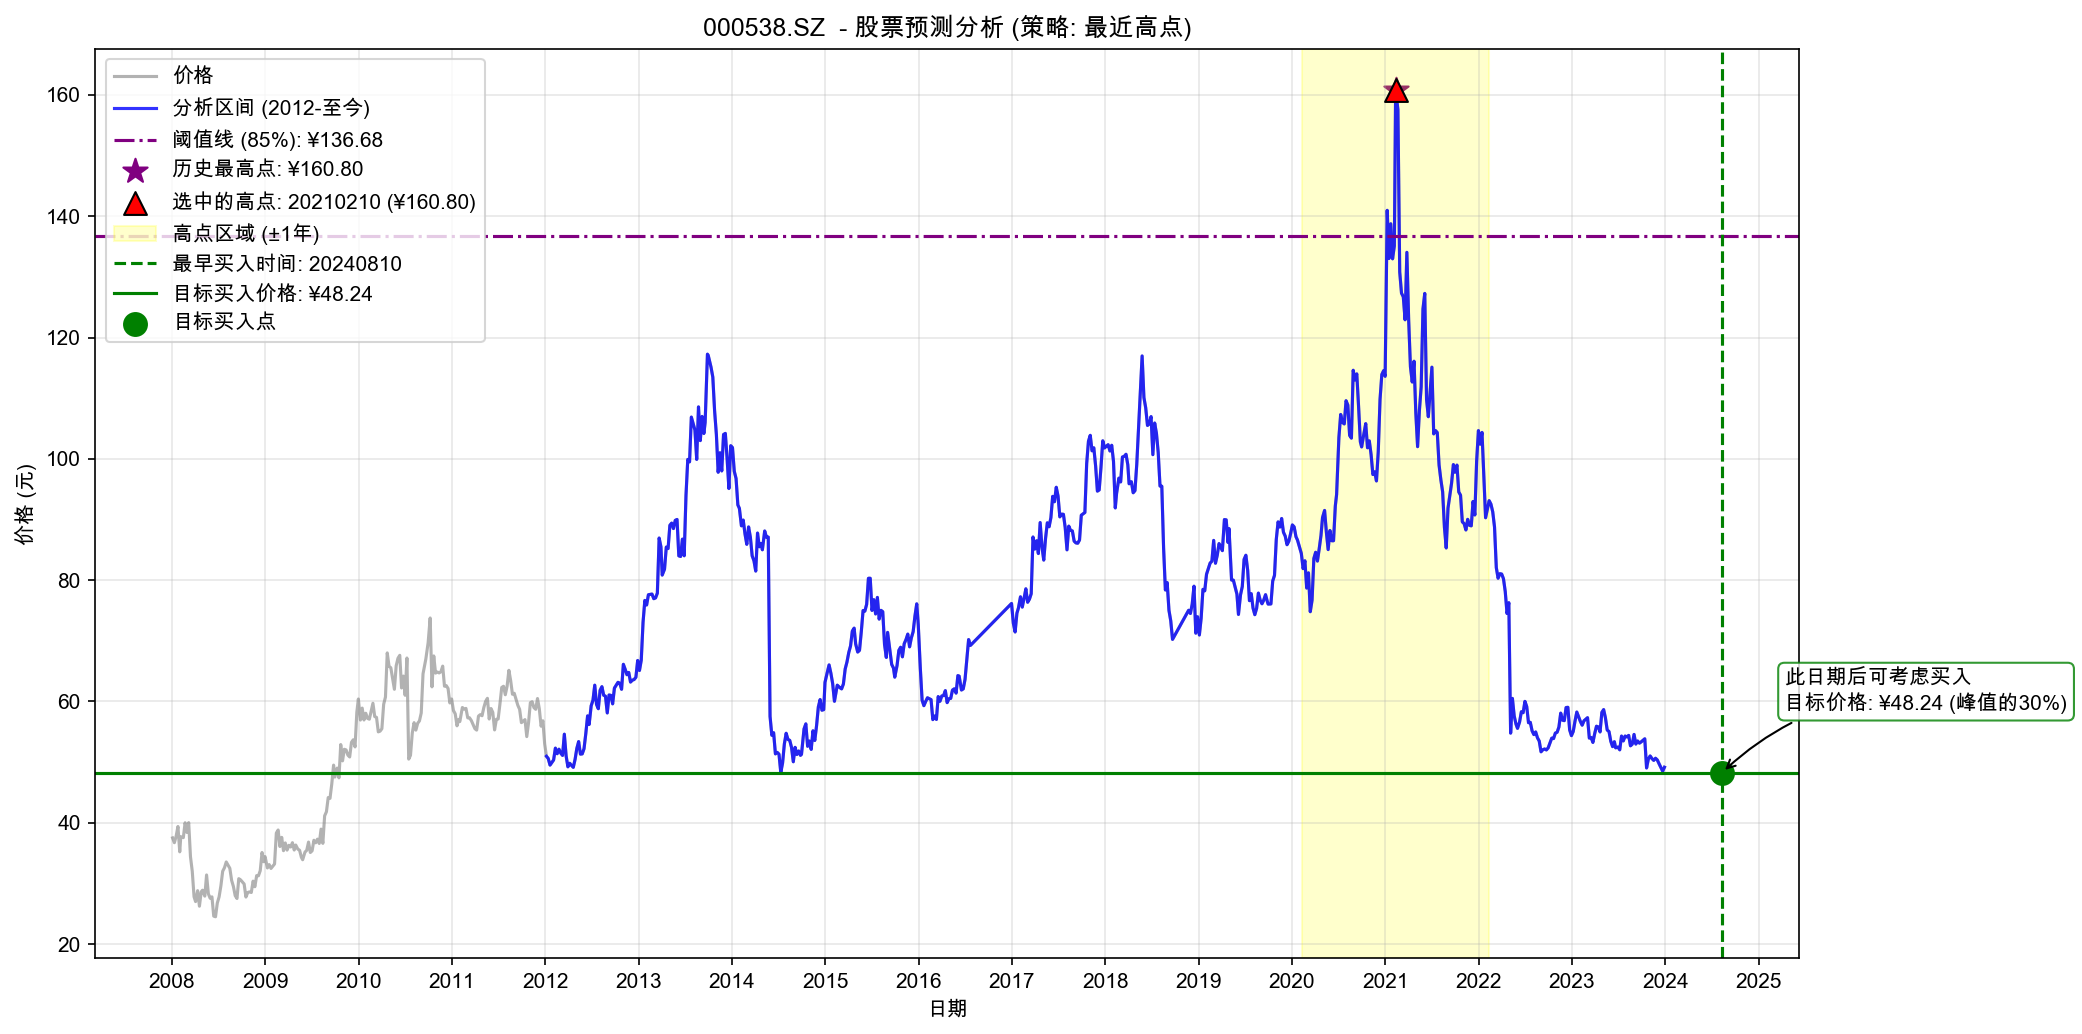 000538.SZ - 股票预测分析 (策略: 最近高点)
价格
分析区间 (2012-至今)
阈值线 (85%): ¥136.68
历史最高点: ¥160.80
选中的高点: 20210210 (¥160.80)
高点区域 (±1年)
最早买入时间: 20240810
目标买入价格: ¥48.24
目标买入点
价格 (元)
160
140
120
100
80
60
40
20
此日期后可考虑买入
目标价格: ¥48.24 (峰值的30%)
2008 2009 2010 2011 2012 2013 2014 2015 2016 2017 2018 2019 2020 2021 2022 2023 2024 2025
日期